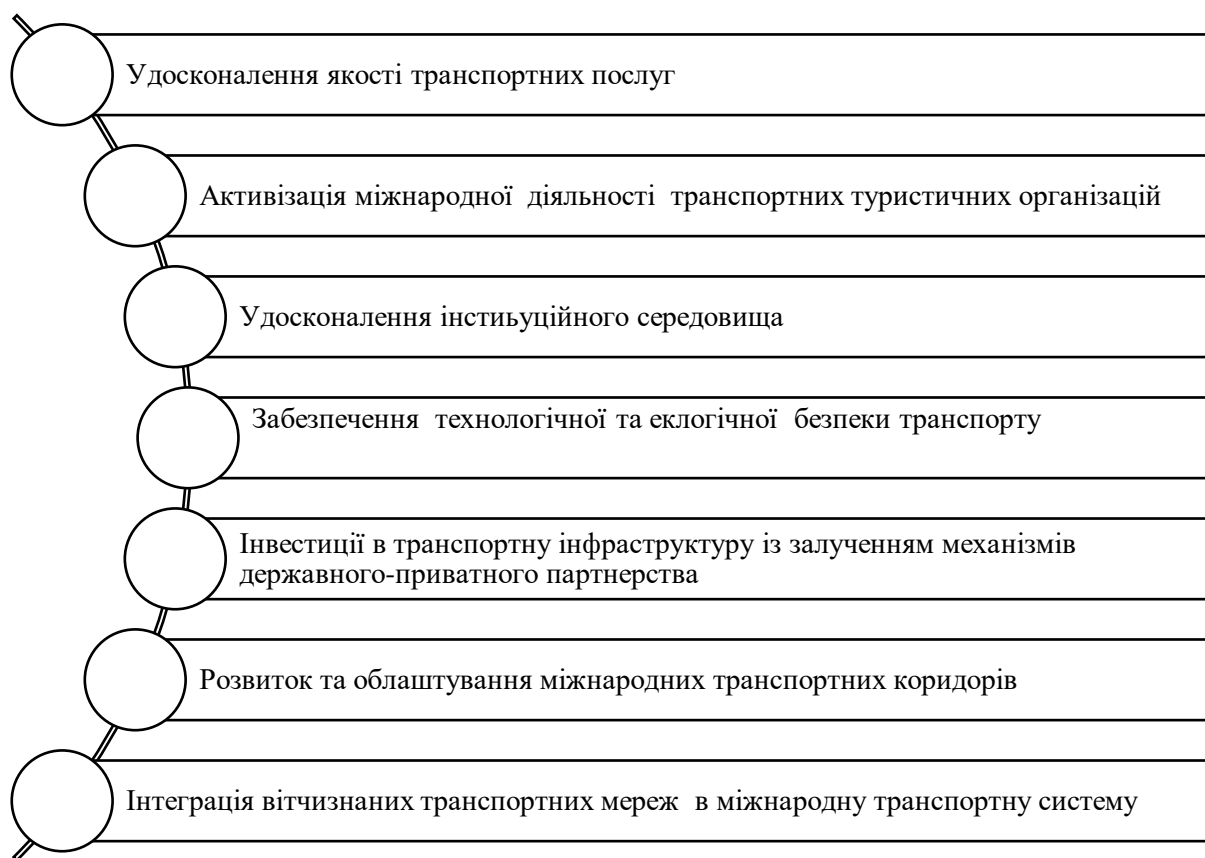 Удосконалення якості транспортних послуг
Активізація міжнародної діяльності транспортних туристичних організацій
Удосконалення інстиьуційного середовища
Забезпечення технологічної та еклогічної безпеки транспорту
Інвестиції в транспортну інфраструктуру із залученням механізмів
державного-приватного партнерства
Розвиток та облаштування міжнародних транспортних коридорів
Інтеграція вітчизнаних транспортних мереж в міжнародну транспортну систему